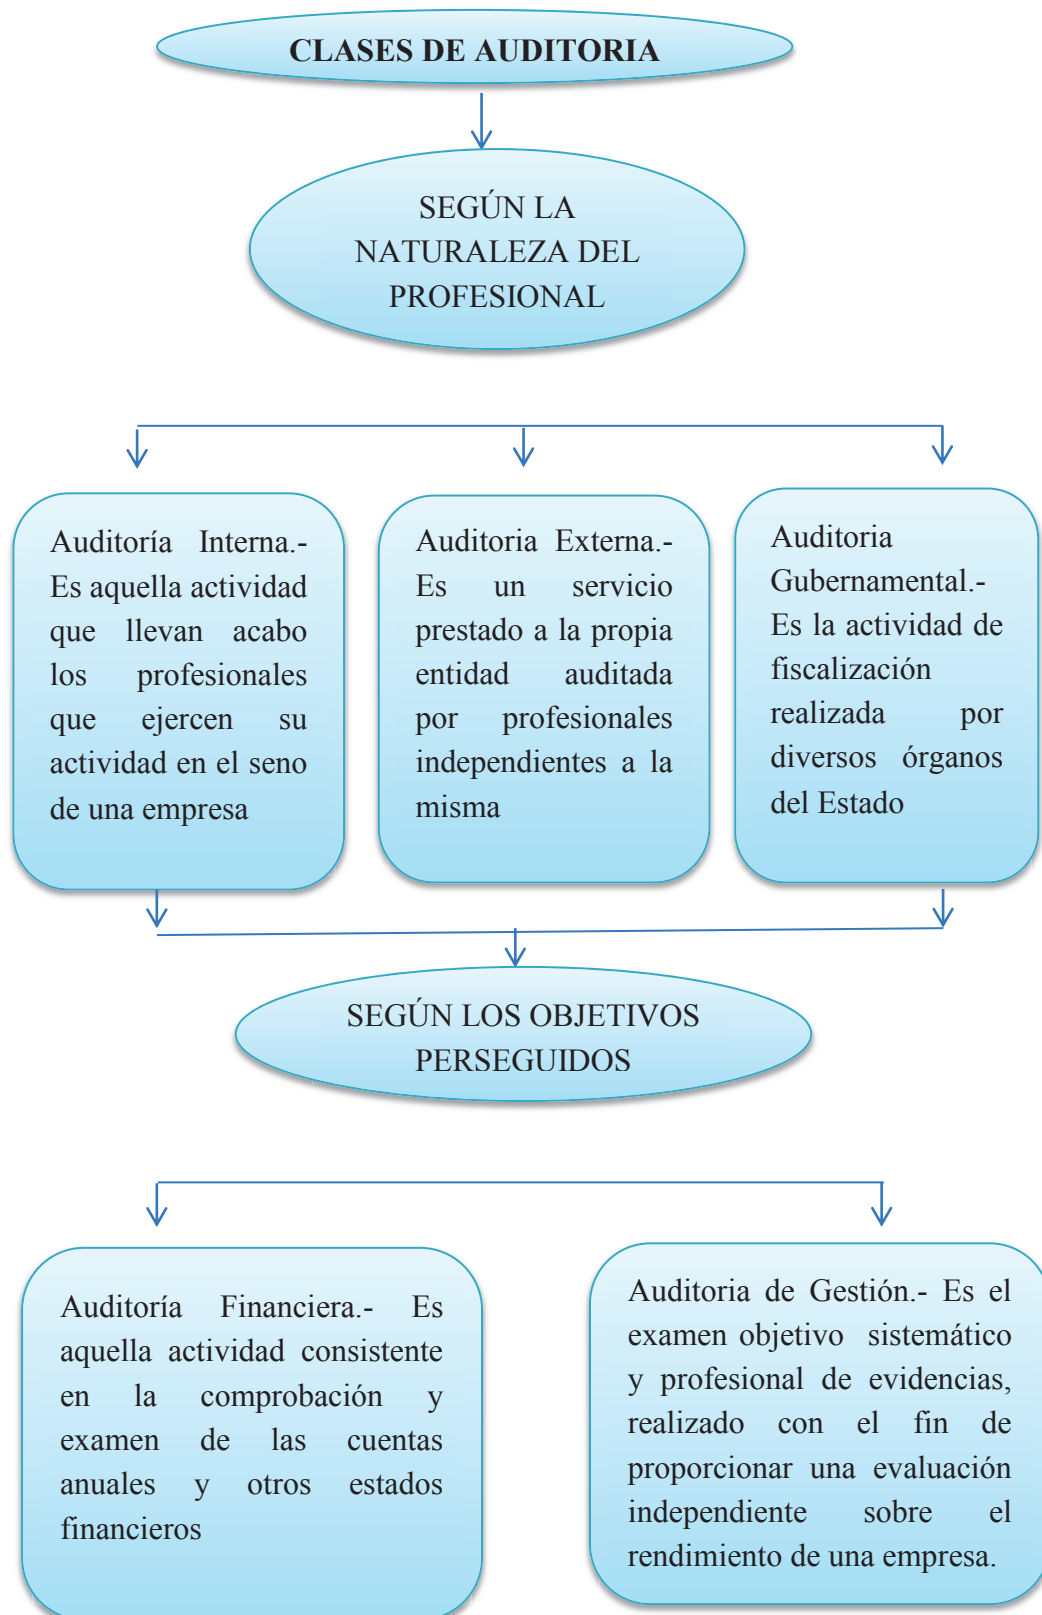 CLASES DE AUDITORIA
SEGÚN LA
NATURALEZA DEL
PROFESIONAL
Auditoría Interna.-
Es aquella actividad
que llevan acabo
los profesionales
que ejercen su
actividad en el seno
de una empresa
Auditoria Externa.-
Es un servicio
prestado a la propia
entidad auditada
por profesionales
independientes a la
misma
Auditoria
Gubernamental.-
Es la actividad de
fiscalización
realizada por
diversos órganos
del Estado
SEGÚN LOS OBJETIVOS
PERSEGUIDOS
Auditoría Financiera.- Es
aquella actividad consistente
en la comprobación y
examen de las cuentas
anuales y otros estados
financieros
Auditoria de Gestión.- Es el
examen objetivo sistemático
y profesional de evidencias,
realizado con el fin de
proporcionar una evaluación
independiente sobre el
rendimiento de una empresa.